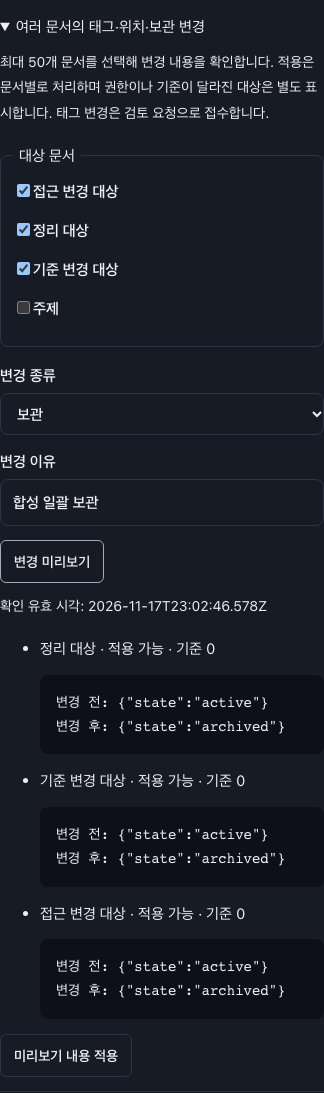 ▼ 여러 문서의 태그·위치·보관 변경
최대 50개 문서를 선택해 변경 내용을 확인합니다. 적용은
문서별로 처리하며 권한이나 기준이 달라진 대상은 별도 표
시합니다. 태그 변경은 검토 요청으로 접수합니다.
대상 문서
접근 변경 대상
정리 대상
기준 변경 대상
주제
변경 종류
보관
변경 이유
합성 일괄 보관
변경 미리보기
확인 유효 시각: 2026-11-17T23:02:46.578Z
• 정리 대상 · 적용 가능 · 기준 0
변경 전: {"state":"active"}
변경 후: {"state":"archived"}
• 기준 변경 대상 · 적용 가능 · 기준 0
변경 전: {"state":"active"}
변경 후: {"state":"archived"}
• 접근 변경 대상 · 적용 가능 · 기준 0
변경 전: {"state":"active"}
변경 후: {"state":"archived"}
미리보기 내용 적용